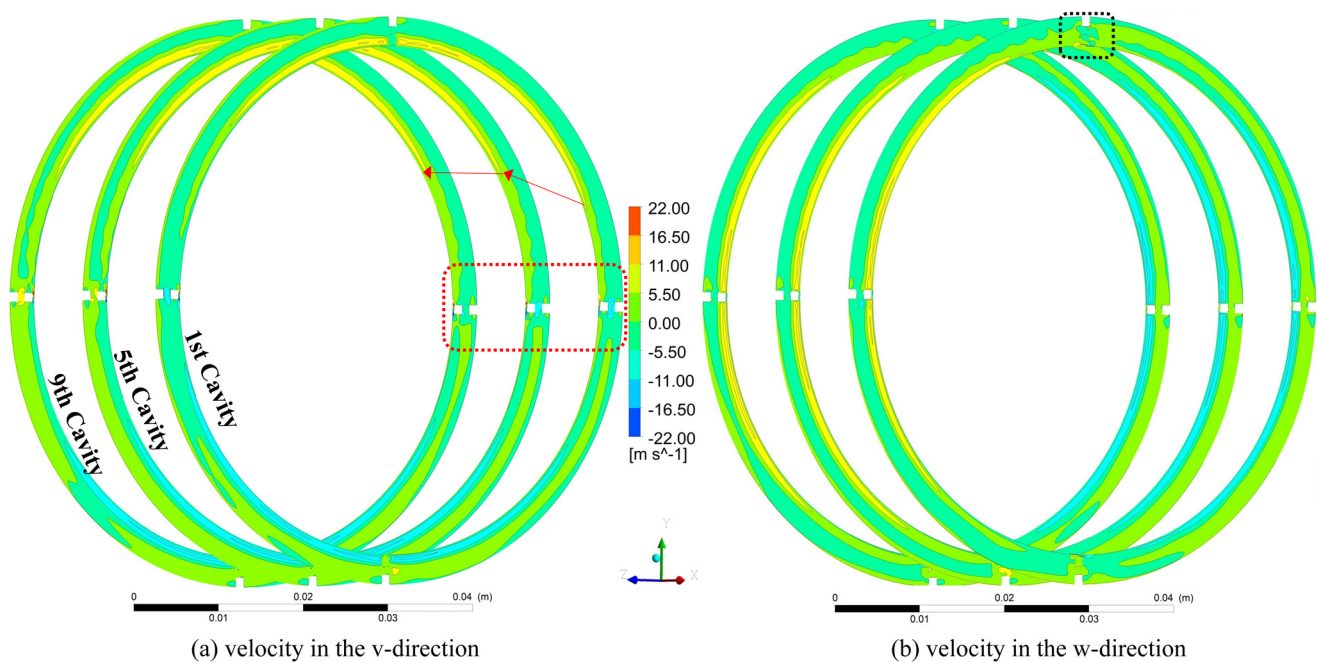 9th Cavity
5th Cavity
1st Cavity
22.00
16.50
11.00
5.50
0.00
-5.50
-11.00
-16.50
-22.00
[m s^-1]
Y
Z
X
0 0.02 0.04 (m)
0.01 0.03
0 0.02 0.04 (m)
0.01 0.03
(a) velocity in the v-direction
(b) velocity in the w-direction